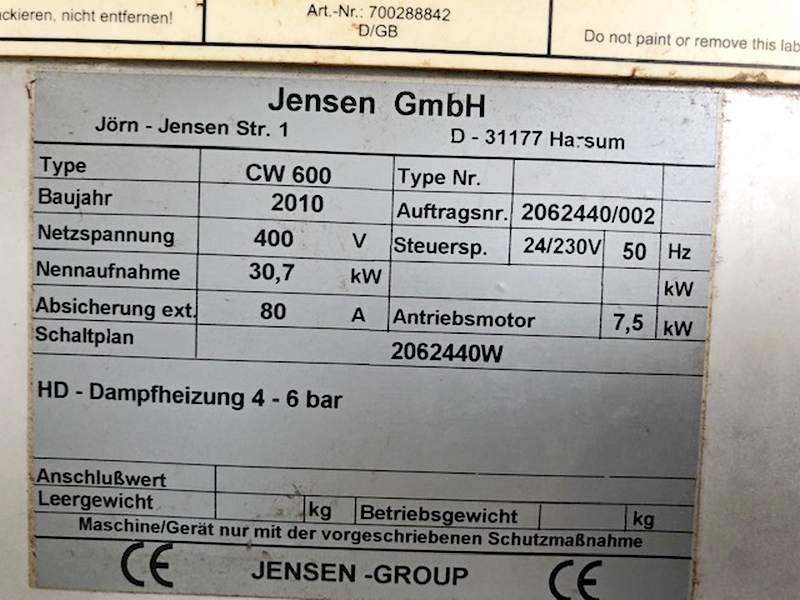 ckieren, nicht entfernen!
Art.-Nr.: 700288842
D/GB
Do not paint or remove this lab
Jensen GmbH
Jörn - Jensen Str. 1 D - 31177 Harsum
Type CW 600 Type Nr.
Baujahr 2010 Auftragsnr. 2062440/002
Netzspannung 400 V Steuersp. 24/230V 50 Hz
Nennaufnahme 30,7 kW kW
Absicherung ext. 80 A Antriebsmotor 7,5 kW
Schaltplan 2062440W
HD - Dampfheizung 4 - 6 bar
Anschlußwert
Leergewicht kg Betriebsgewicht kg
Maschine/Gerät nur mit der vorgeschriebenen Schutzmaßnahme
CE JENSEN -GROUP CE